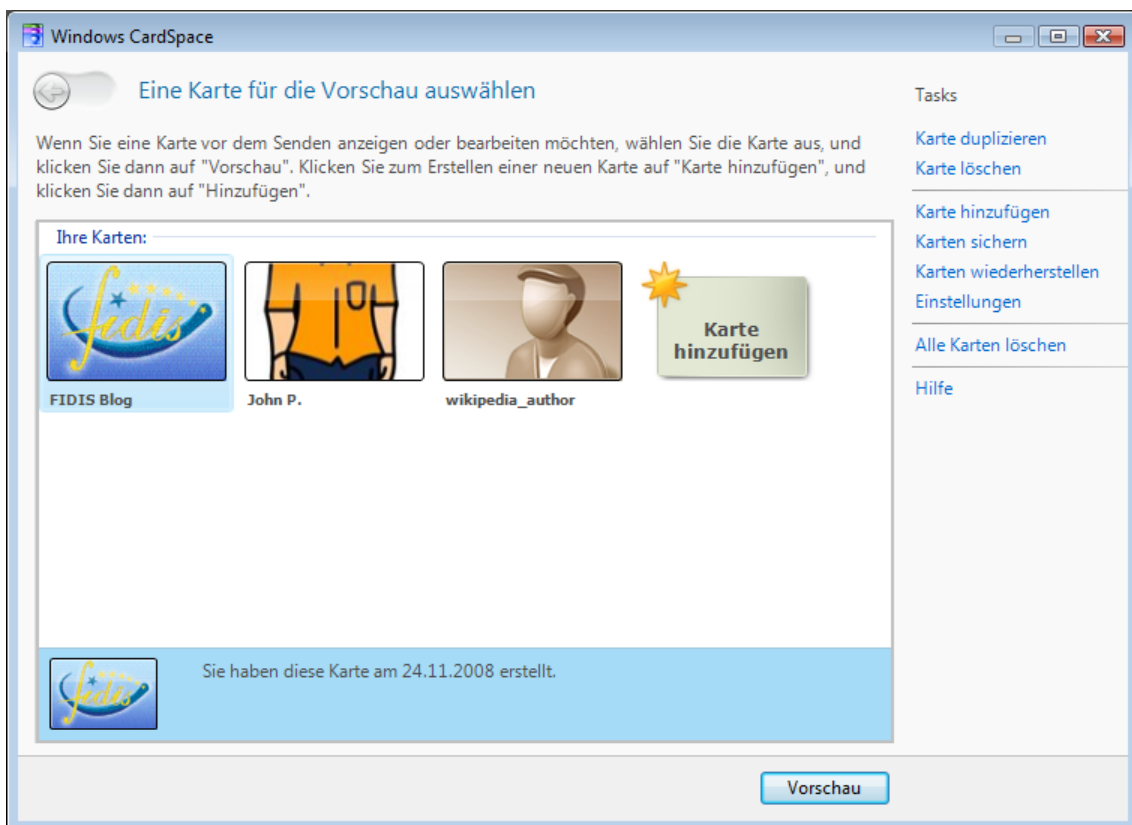 Windows CardSpace
Eine Karte für die Vorschau auswählen
Wenn Sie eine Karte vor dem Senden anzeigen oder bearbeiten möchten, wählen Sie die Karte aus, und
klicken Sie dann auf "Vorschau". Klicken Sie zum Erstellen einer neuen Karte auf "Karte hinzufügen", und
klicken Sie dann auf "Hinzufügen".
Ihre Karten:
fidis
Karte
hinzufügen
FIDIS Blog
John P.
wikipedia_author
fidis
Sie haben diese Karte am 24.11.2008 erstellt.
Vorschau
Tasks
Karte duplizieren
Karte löschen
Karte hinzufügen
Karten sichern
Karten wiederherstellen
Einstellungen
Alle Karten löschen
Hilfe